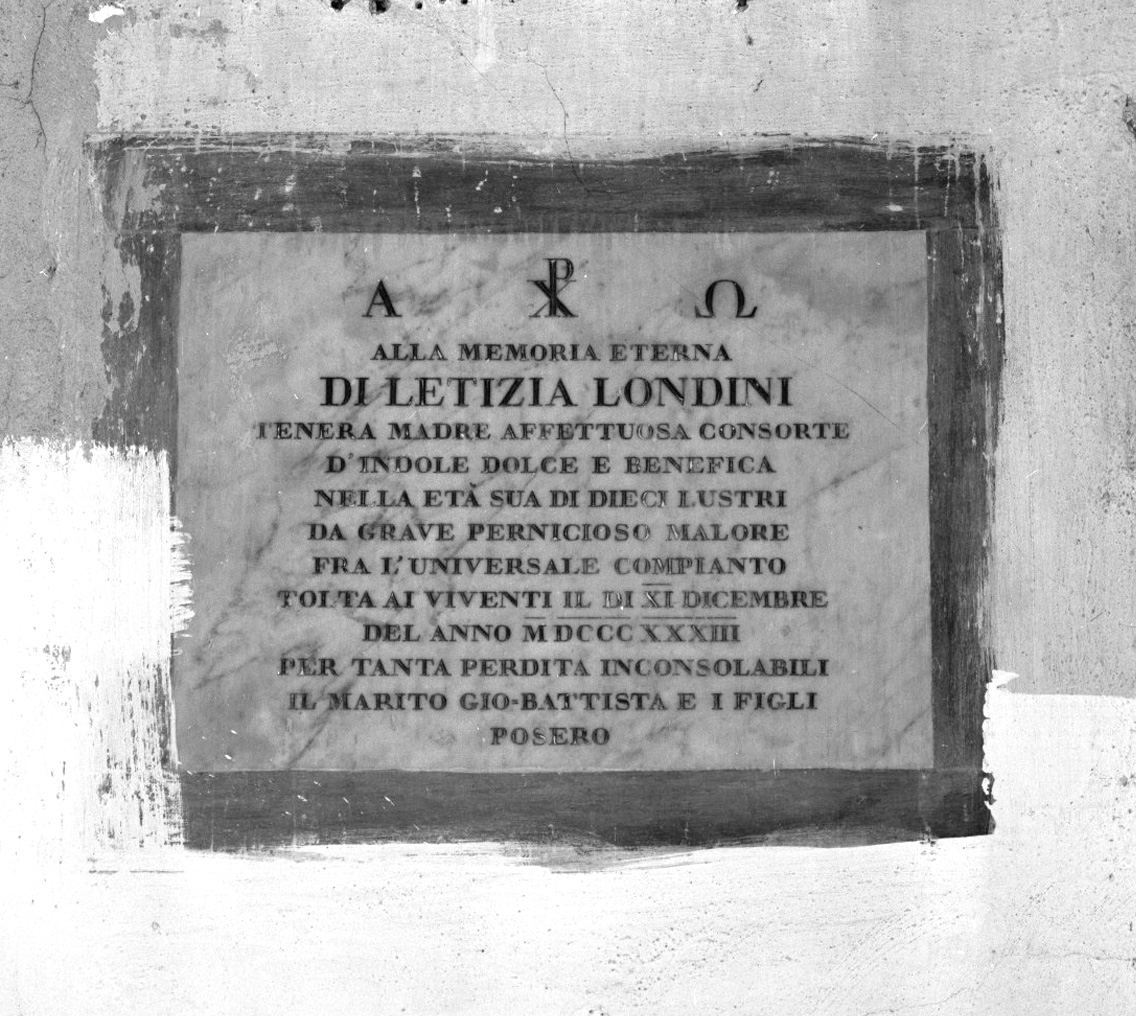 Α ☧ Ω
ALLA MEMORIA ETERNA
DI LETIZIA LONDINI
TENERA MADRE AFFETTUOSA CONSORTE
D'INDOLE DOLCE E BENEFICA
NELLA ETÀ SUA DI DIECI LUSTRI
DA GRAVE PERNICIOSO MALORE
FRA L'UNIVERSALE COMPIANTO
TOLTA AI VIVENTI IL DI XI DICEMBRE
DEL ANNO MDCCCXXXIII
PER TANTA PERDITA INCONSOLABILI
IL MARITO GIO-BATTISTA E I FIGLI
POSERO